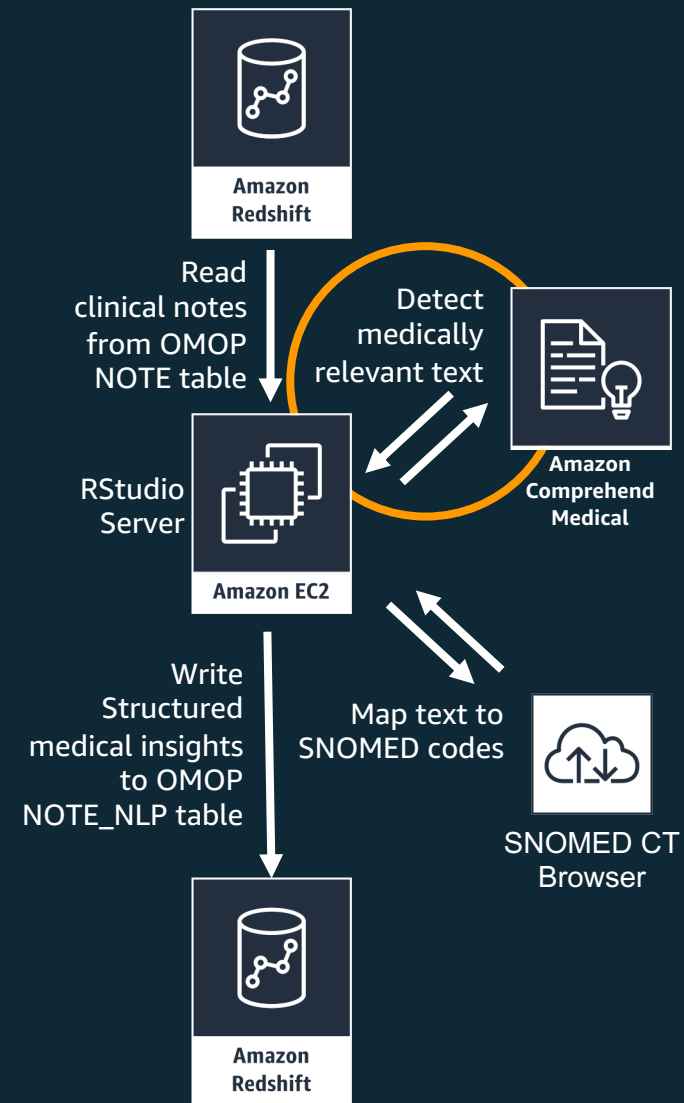 Amazon
Redshift
Read
clinical notes
from OMOP
NOTE table
Detect
medically
relevant text
Amazon
Comprehend
Medical
RStudio
Server
Amazon EC2
Write
Structured
medical insights
to OMOP
NOTE_NLP table
Map text to
SNOMED codes
SNOMED CT
Browser
Amazon
Redshift